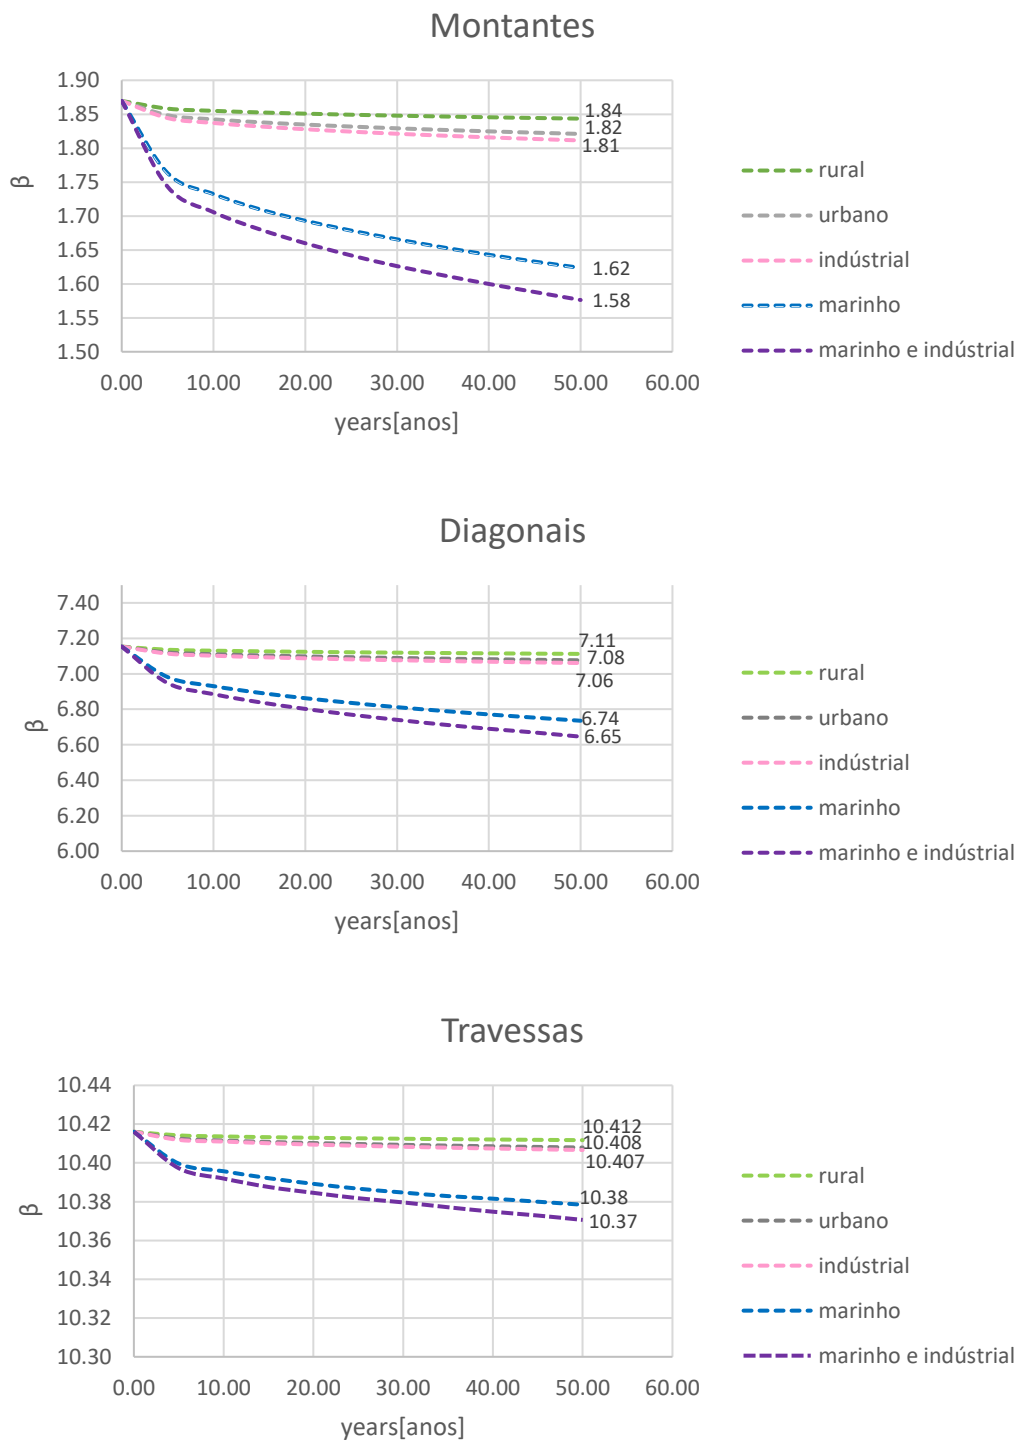 Montantes
1.90
1.85
1.80
1.75
1.70
1.65
1.60
1.55
1.50
β
1.84
1.82
1.81
1.62
1.58
0.00 10.00 20.00 30.00 40.00 50.00 60.00
years[anos]
rural
urbano
indústrial
marinho
marinho e indústrial
Diagonais
7.40
7.20
7.00
6.80
6.60
6.40
6.20
6.00
β
7.11
7.08
7.06
6.74
6.65
0.00 10.00 20.00 30.00 40.00 50.00 60.00
years[anos]
rural
urbano
indústrial
marinho
marinho e indústrial
Travessas
10.44
10.42
10.40
10.38
10.36
10.34
10.32
10.30
β
10.412
10.408
10.407
10.38
10.37
0.00 10.00 20.00 30.00 40.00 50.00 60.00
years[anos]
rural
urbano
indústrial
marinho
marinho e indústrial